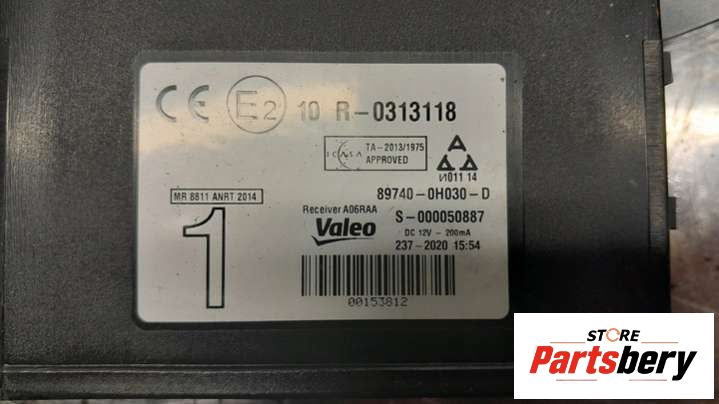 CE E2 10 R-0313118
ICASA TA-2013/1975
APPROVED
И011 14
89740-0H030-D
MR 8811 ANRT 2014
Receiver A06RAA
S-000050887
Valeo
DC 12V - 200mA
237-2020 15:54
1
00153812
STORE
Partsbery